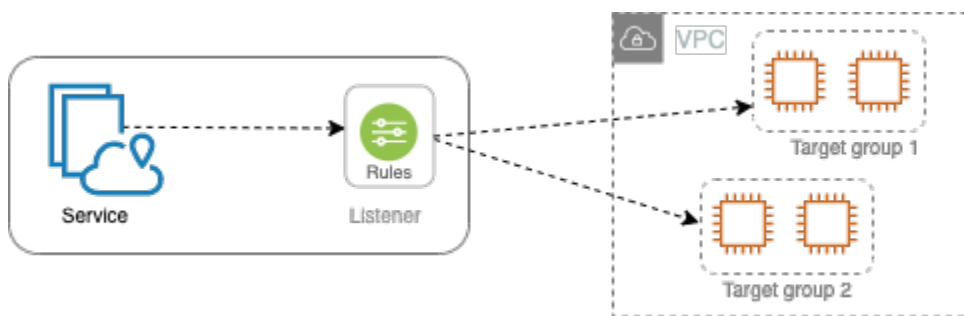 VPC
Target group 1
Rules
Service
Listener
Target group 2